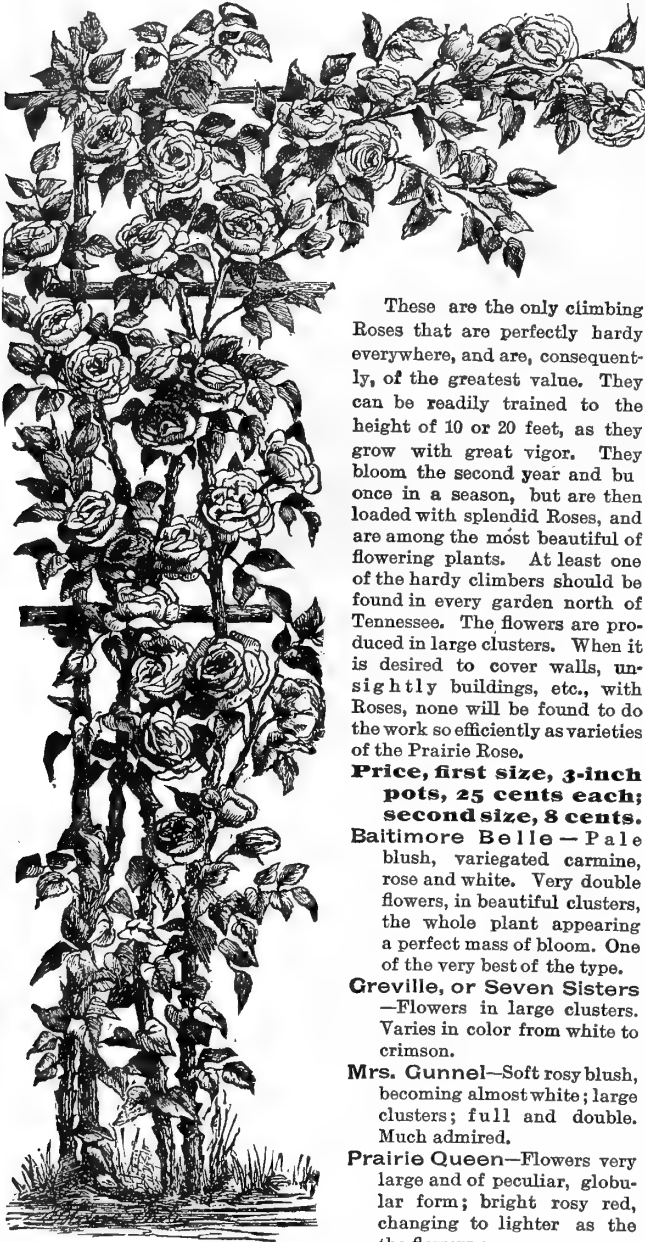 These are the only climbing
Roses that are perfectly hardy
everywhere, and are, consequent-
ly, of the greatest value. They
can be readily trained to the
height of 10 or 20 feet, as they
grow with great vigor. They
bloom the second year and bu
once in a season, but are then
loaded with splendid Roses, and
are among the most beautiful of
flowering plants. At least one
of the hardy climbers should be
found in every garden north of
Tennessee. The flowers are pro-
duced in large clusters. When it
is desired to cover walls, un-
sightly buildings, etc., with
Roses, none will be found to do
the work so efficiently as varieties
of the Prairie Rose.
Price, first size, 3-inch
pots, 25 cents each;
second size, 8 cents.
Baitimore Belle—Pale
blush, variegated carmine,
rose and white. Very double
flowers, in beautiful clusters,
the whole plant appearing
a perfect mass of bloom. One
of the very best of the type.
Greville, or Seven Sisters
—Flowers in large clusters.
Varies in color from white to
crimson.
Mrs. Gunnel—Soft rosy blush,
becoming almost white; large
clusters; full and double.
Much admired.
Prairie Queen—Flowers very
large and of peculiar, globu-
lar form; bright rosy red,
changing to lighter as the